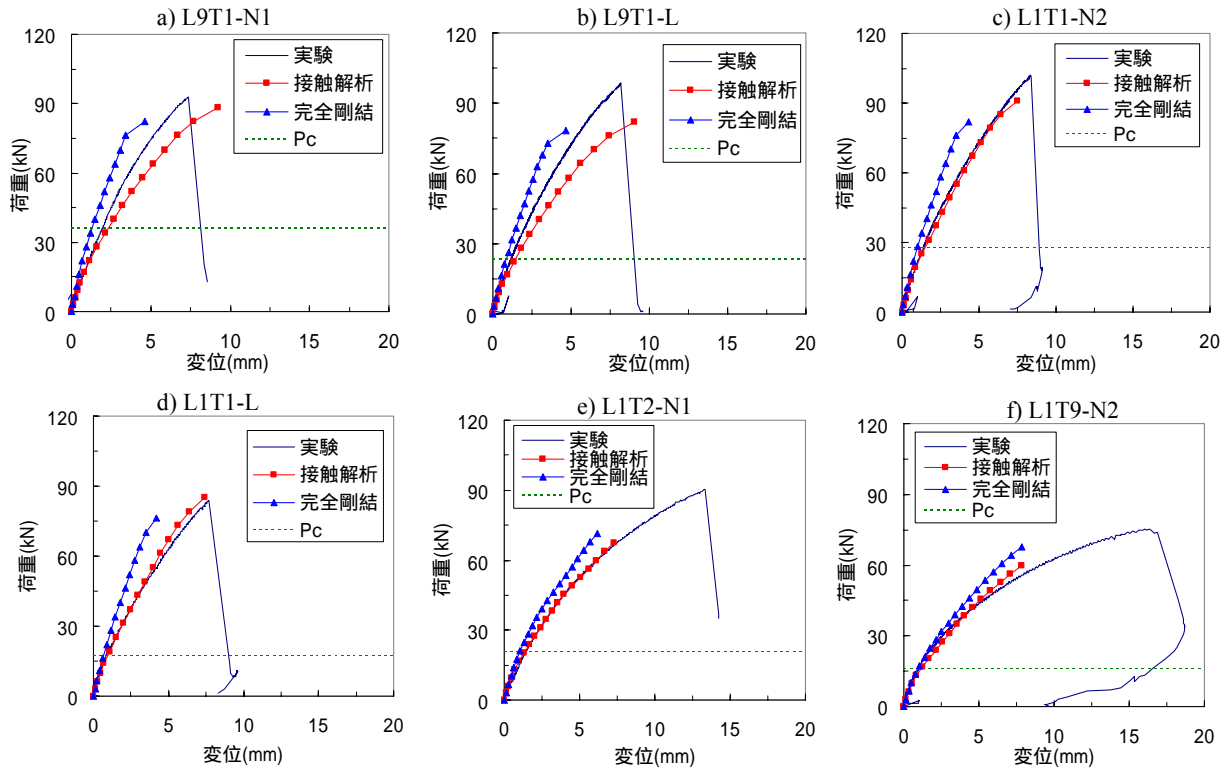 a) L9T1-N1
120
90
60
30
0
荷重(kN)
0
5
10
15
20
変位(mm)
実験
接触解析
完全剛結
Pc
b) L9T1-L
120
90
60
30
0
荷重(kN)
0
5
10
15
20
変位(mm)
実験
接触解析
完全剛結
Pc
c) L1T1-N2
120
90
60
30
0
荷重(kN)
0
5
10
15
20
変位(mm)
実験
接触解析
完全剛結
Pc
d) L1T1-L
120
90
60
30
0
荷重(kN)
0
5
10
15
20
変位(mm)
実験
接触解析
完全剛結
Pc
e) L1T2-N1
120
90
60
30
0
荷重(kN)
0
5
10
15
20
変位(mm)
実験
接触解析
完全剛結
Pc
f) L1T9-N2
120
90
60
30
0
荷重(kN)
0
5
10
15
20
変位(mm)
実験
接触解析
完全剛結
Pc